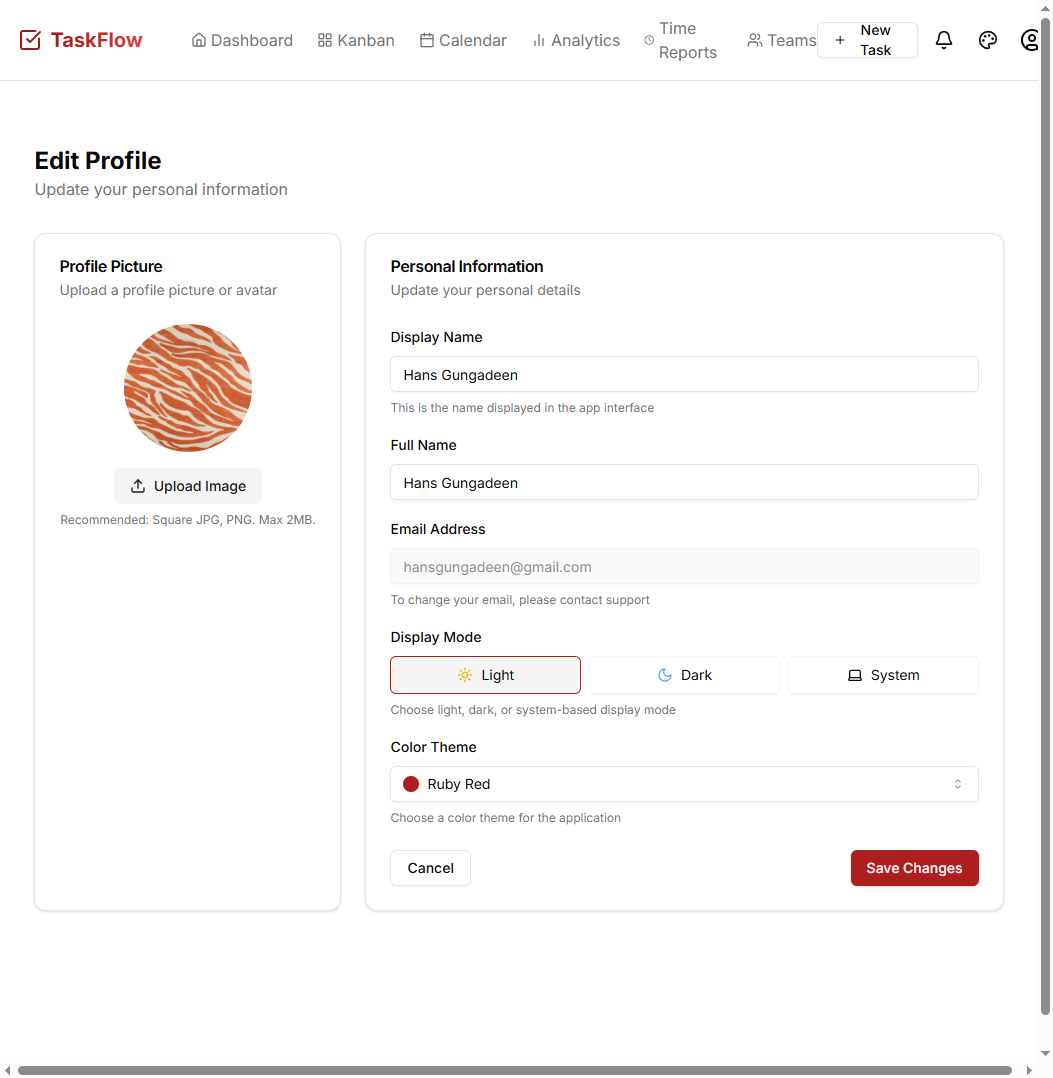 TaskFlow
Dashboard
Kanban
Calendar
Analytics
Time
Reports
Teams
New
Task
Edit Profile
Update your personal information
Profile Picture
Upload a profile picture or avatar
Upload Image
Recommended: Square JPG, PNG. Max 2MB.
Personal Information
Update your personal details
Display Name
Hans Gungadeen
This is the name displayed in the app interface
Full Name
Hans Gungadeen
Email Address
hansgungadeen@gmail.com
To change your email, please contact support
Display Mode
Light
Dark
System
Choose light, dark, or system-based display mode
Color Theme
Ruby Red
Choose a color theme for the application
Cancel
Save Changes